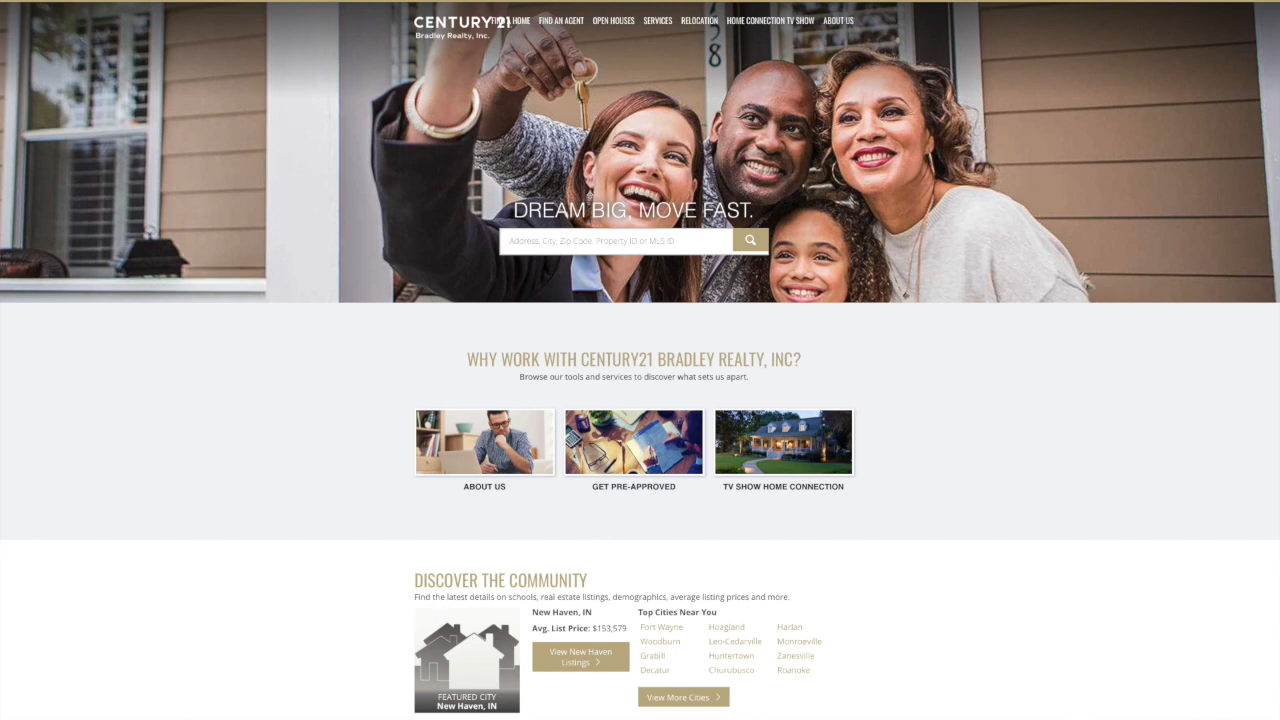 CENTURY 21
Bradley Realty, Inc.
HOME
FIND AN AGENT
OPEN HOUSES
SERVICES
RELOCATION
HOME CONNECTION TV SHOW
ABOUT US
28
DREAM BIG, MOVE FAST.
Address, City, Zip Code, Property ID or MLS ID
WHY WORK WITH CENTURY21 BRADLEY REALTY, INC?
Browse our tools and services to discover what sets us apart.
ABOUT US
GET PRE-APPROVED
TV SHOW HOME CONNECTION
DISCOVER THE COMMUNITY
Find the latest details on schools, real estate listings, demographics, average listing prices and more.
FEATURED CITY
New Haven, IN
New Haven, IN
Avg. List Price: $153,579
View New Haven
Listings
Top Cities Near You
Fort Wayne
Hoagland
Harlan
Woodburn
Leo-Cedarville
Monroeville
Grabill
Huntertown
Zanesville
Decatur
Churubusco
Roanoke
View More Cities